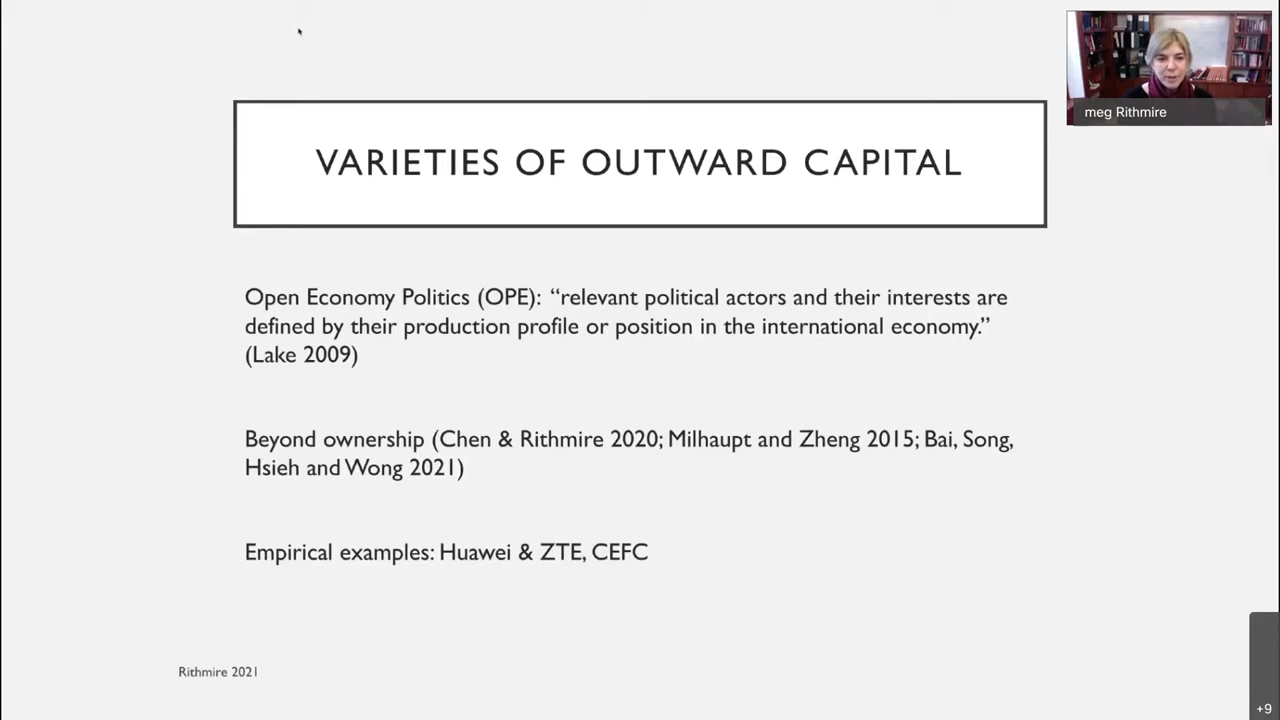 meg Rithmire
VARIETIES OF OUTWARD CAPITAL
Open Economy Politics (OPE): “relevant political actors and their interests are
defined by their production profile or position in the international economy.”
(Lake 2009)
Beyond ownership (Chen & Rithmire 2020; Milhaupt and Zheng 2015; Bai, Song,
Hsieh and Wong 2021)
Empirical examples: Huawei & ZTE, CEFC
Rithmire 2021
+9